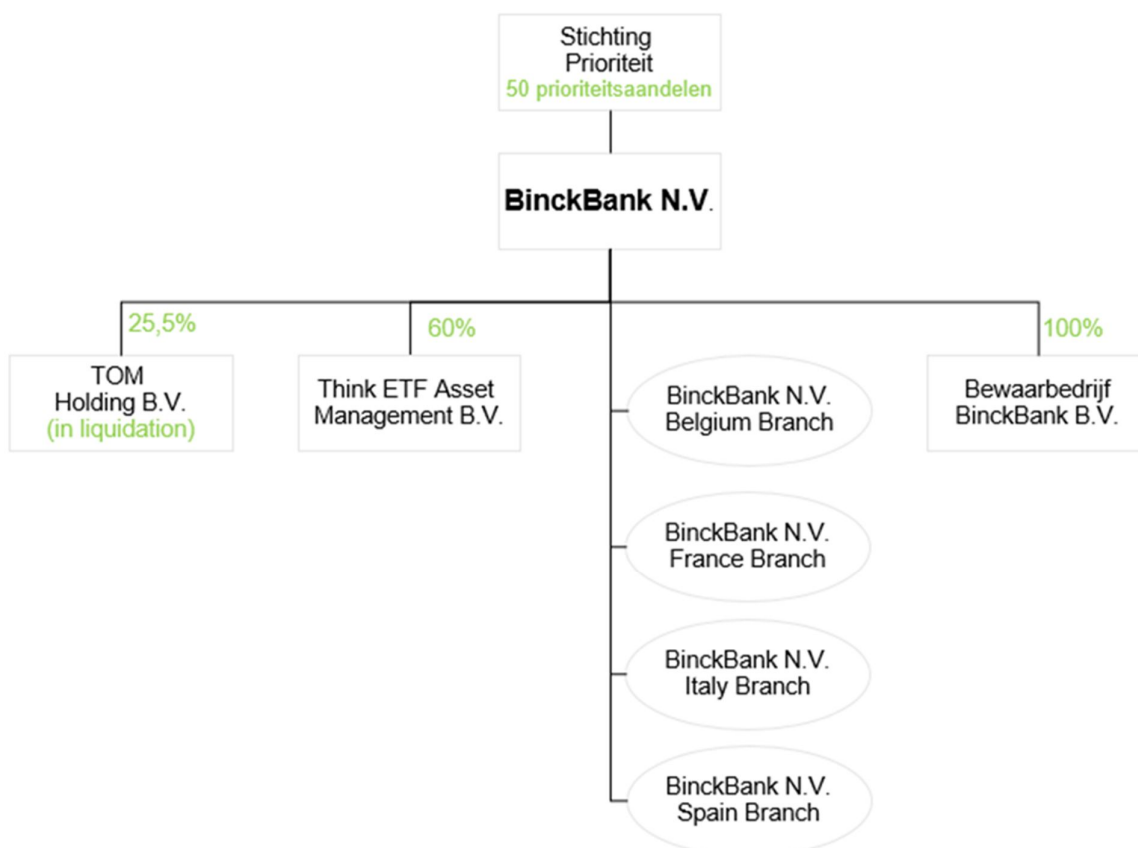 Stichting
Prioriteit
50 prioriteitsaandelen
BinckBank N.V.
25,5%
60%
100%
TOM
Holding B.V.
(in liquidation)
Think ETF Asset
Management B.V.
BinckBank N.V.
Belgium Branch
Bewaarbedrijf
BinckBank B.V.
BinckBank N.V.
France Branch
BinckBank N.V.
Italy Branch
BinckBank N.V.
Spain Branch